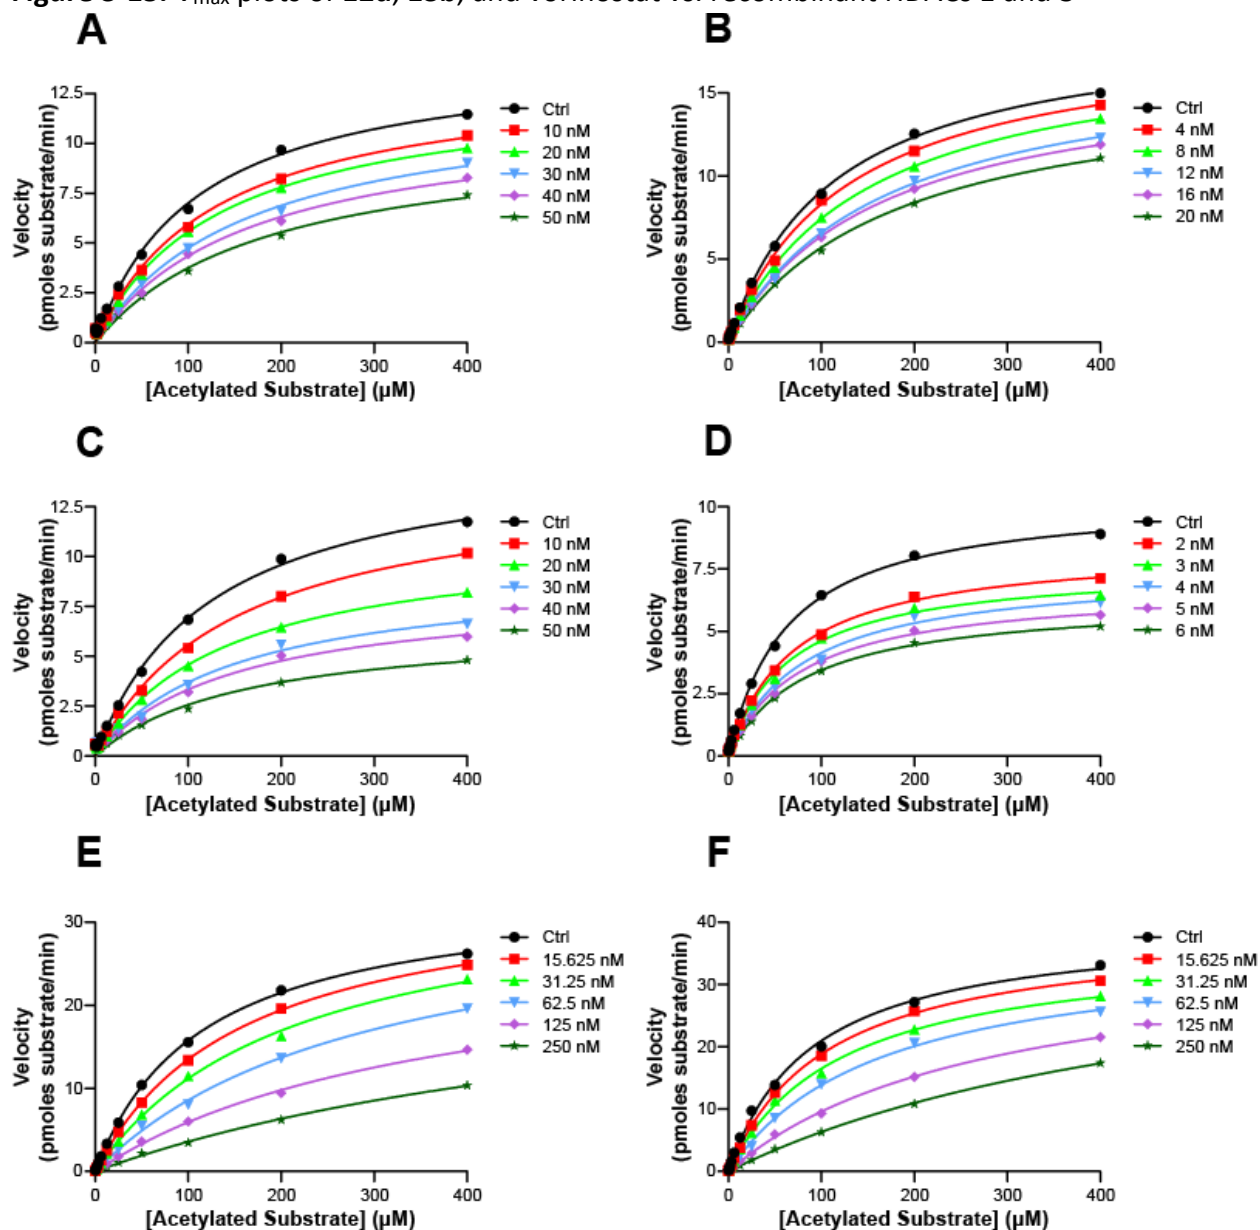 A
12.5
10
7.5
5
2.5
0
0 100 200 300 400
Velocity
(pmoles substrate/min)
[Acetylated Substrate] (μM)
Ctrl
10 nM
20 nM
30 nM
40 nM
50 nM
B
15
10
5
0
0 100 200 300 400
Velocity
(pmoles substrate/min)
[Acetylated Substrate] (μM)
Ctrl
4 nM
8 nM
12 nM
16 nM
20 nM
C
12.5
10
7.5
5
2.5
0
0 100 200 300 400
Velocity
(pmoles substrate/min)
[Acetylated Substrate] (μM)
Ctrl
10 nM
20 nM
30 nM
40 nM
50 nM
D
10
7.5
5
2.5
0
0 100 200 300 400
Velocity
(pmoles substrate/min)
[Acetylated Substrate] (μM)
Ctrl
2 nM
3 nM
4 nM
5 nM
6 nM
E
30
20
10
0
0 100 200 300 400
Velocity
(pmoles substrate/min)
[Acetylated Substrate] (μM)
Ctrl
15.625 nM
31.25 nM
62.5 nM
125 nM
250 nM
F
40
30
20
10
0
0 100 200 300 400
Velocity
(pmoles substrate/min)
[Acetylated Substrate] (μM)
Ctrl
15.625 nM
31.25 nM
62.5 nM
125 nM
250 nM